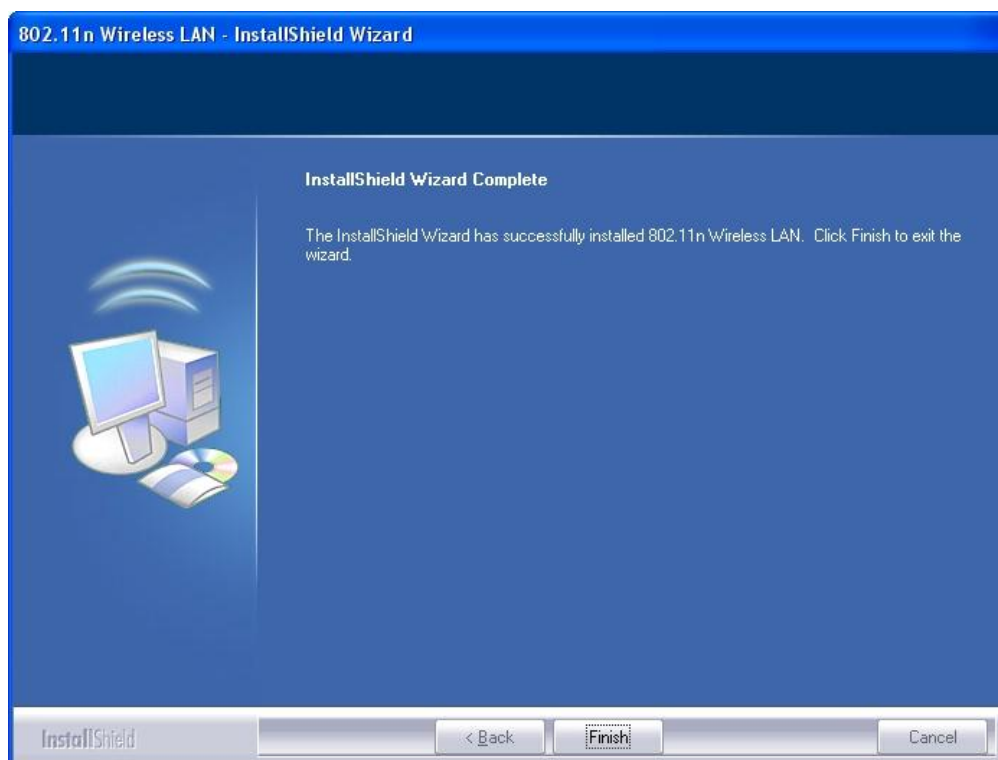 802.11n Wireless LAN - InstallShield Wizard
InstallShield Wizard Complete
The InstallShield Wizard has successfully installed 802.11n Wireless LAN. Click Finish to exit the
wizard.
InstallShield
< Back
Finish
Cancel